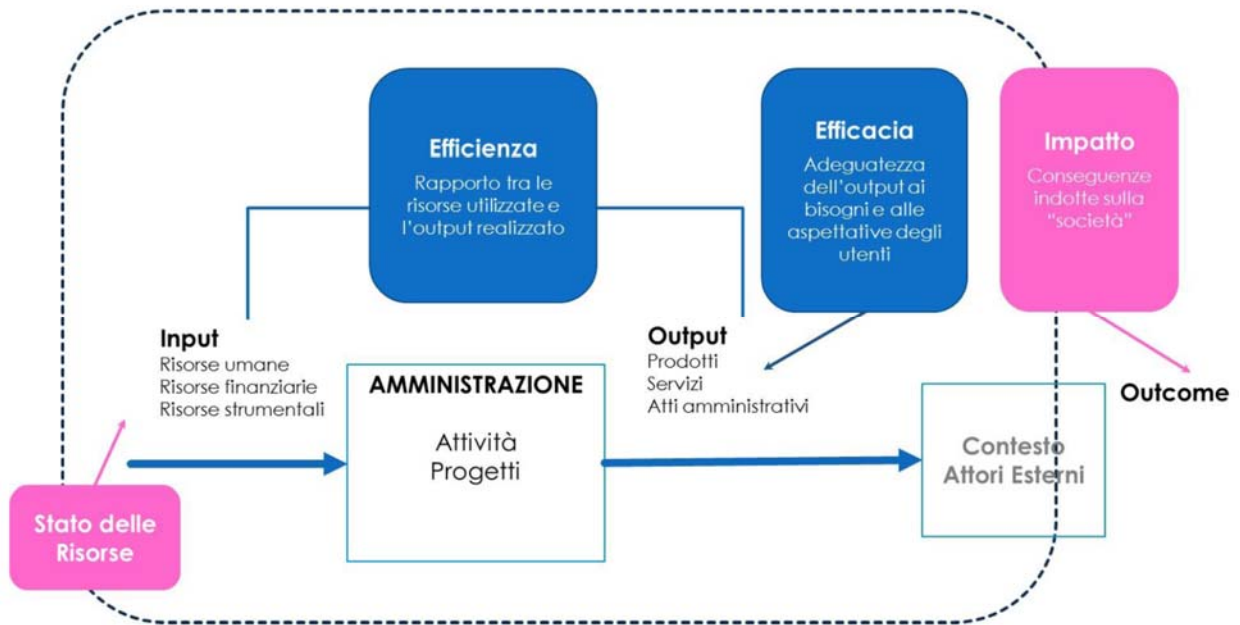 Efficienza
Rapporto tra le
risorse utilizzate e
l'output realizzato
Efficacia
Adeguatezza
dell'output ai
bisogni e alle
aspettative degli
utenti
Impatto
Conseguenze
indotte sulla
"società"
Input
Risorse umane
Risorse finanziarie
Risorse strumentali
AMMINISTRAZIONE
Attività
Progetti
Output
Prodotti
Servizi
Atti amministrativi
Outcome
Contesto
Attori Esterni
Stato delle
Risorse